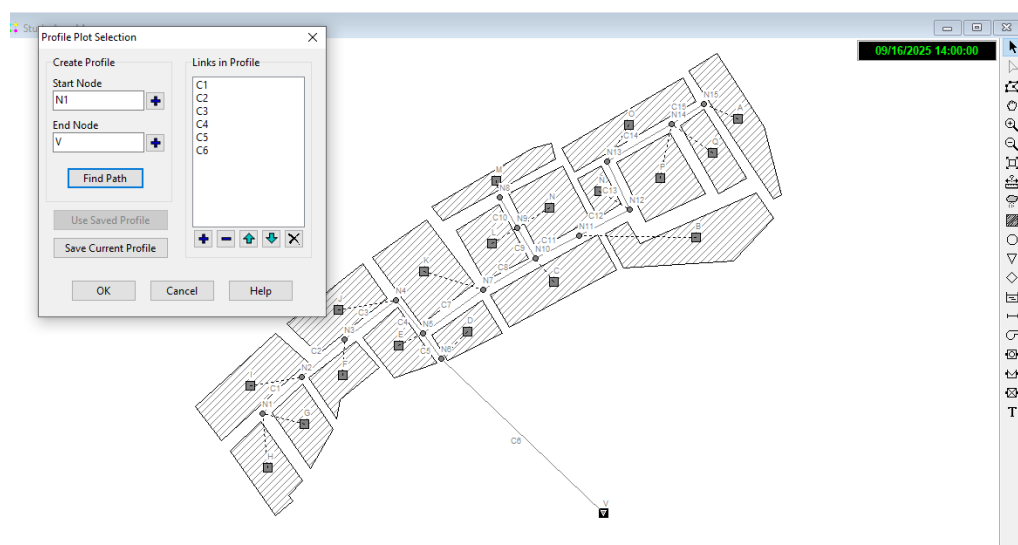 Profile Plot Selection
Create Profile
Start Node
N1
End Node
V
Find Path
Use Saved Profile
Save Current Profile
Links in Profile
C1
C2
C3
C4
C5
C6
OK
Cancel
Help
09/16/2025 14:00:00
N15
A
C15
N14
O
C14
Q
N13
P
M
N8
C13
N
N12
C10
N9
C12
L
N11
B
C9
C11
N10
C8
C
K
N7
J
N4
C7
C3
C4
N5
D
N3
E
C2
C5
N6
N2
F
I
C1
N1
G
H
C6
V
T